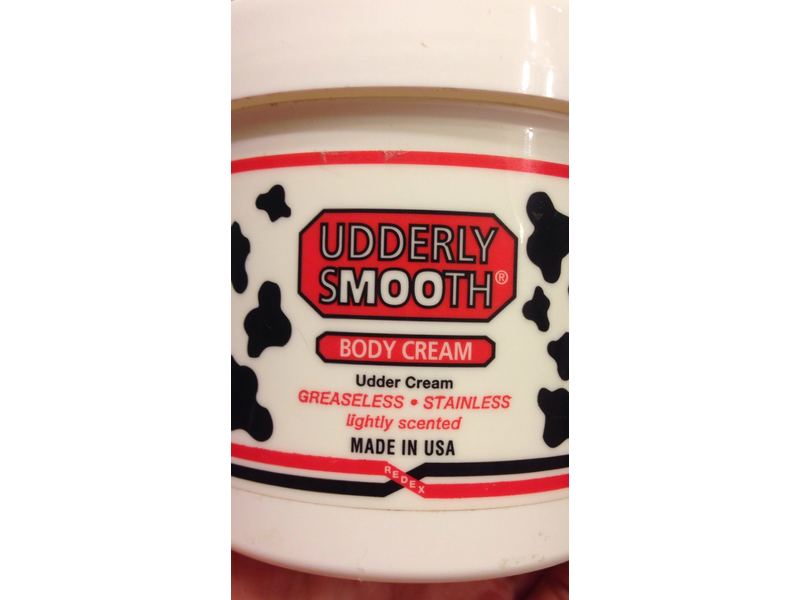 UDDERLY
SMOOTH®
BODY CREAM
Udder Cream
GREASELESS • STAINLESS
lightly scented
MADE IN USA
REDEX